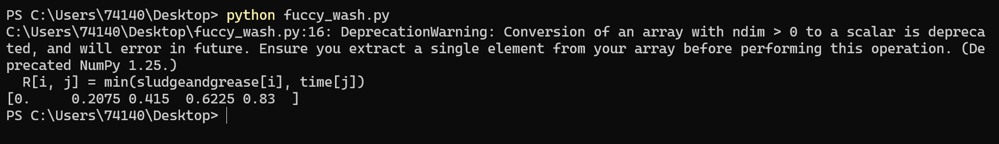 PS C:\Users\74140\Desktop> python fuccy_wash.py
C:\Users\74140\Desktop\fuccy_wash.py:16: DeprecationWarning: Conversion of an array with ndim > 0 to a scalar is depreca
ted, and will error in future. Ensure you extract a single element from your array before performing this operation. (De
precated NumPy 1.25.)
  R[i, j] = min(sludgeandgrease[i], time[j])
[0.     0.2075 0.415  0.6225 0.83  ]
PS C:\Users\74140\Desktop>